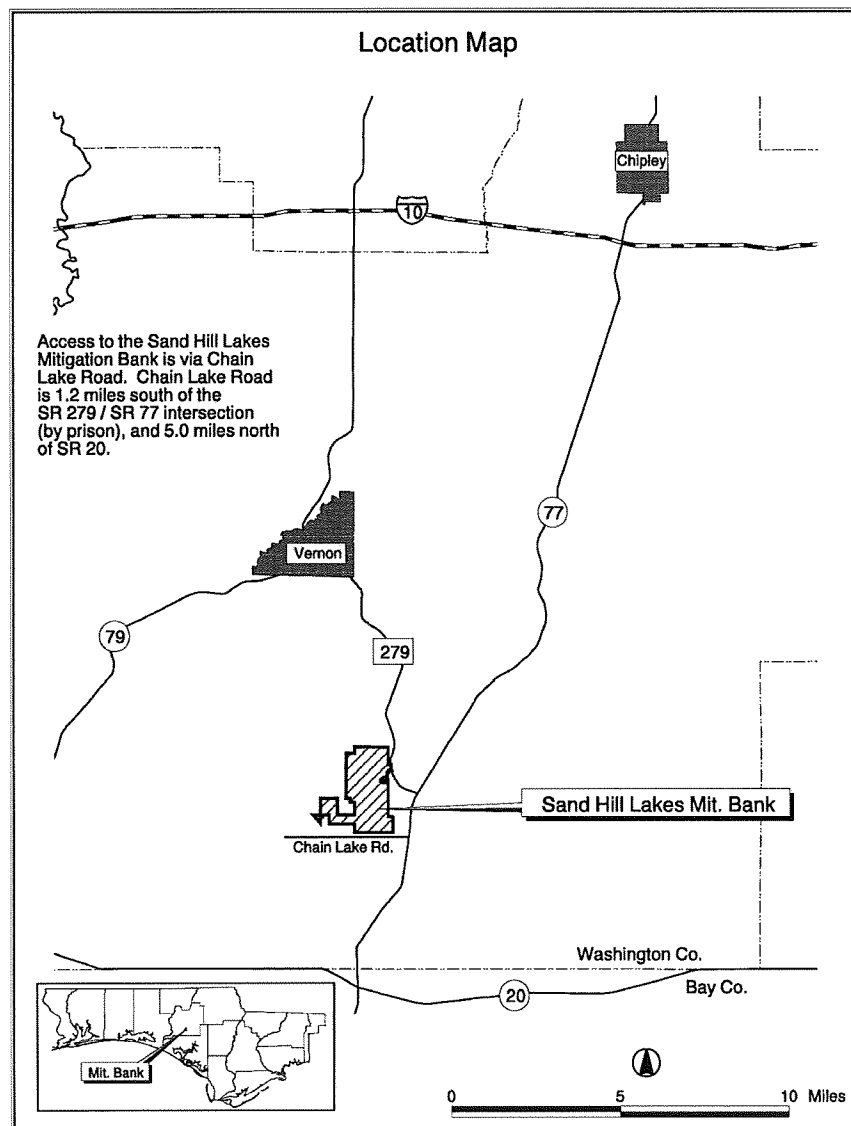 Location Map
Chipley
10
Access to the Sand Hill Lakes
Mitigation Bank is via Chain
Lake Road. Chain Lake Road
is 1.2 miles south of the
SR 279 / SR 77 intersection
(by prison), and 5.0 miles north
of SR 20.
77
Vernon
79
279
Sand Hill Lakes Mit. Bank
Chain Lake Rd.
Washington Co.
Bay Co.
20
Mit. Bank
0 5 10 Miles